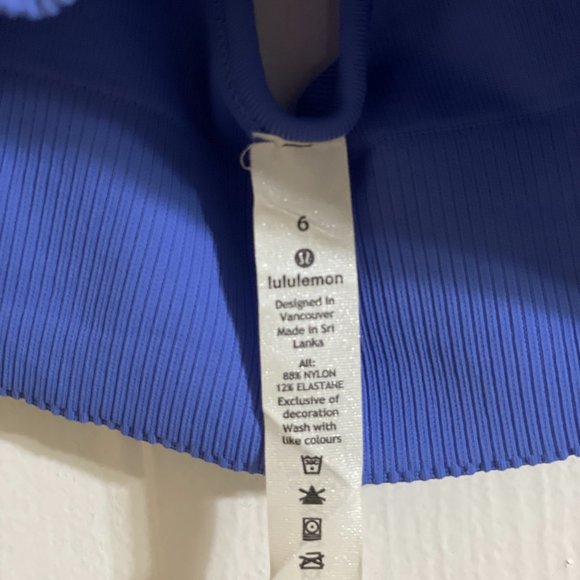 6
lululemon
Designed in
Vancouver
Made in Sri
Lanka
All:
88% NYLON
12% ELASTANE
Exclusive of
decoration
Wash with
like colours